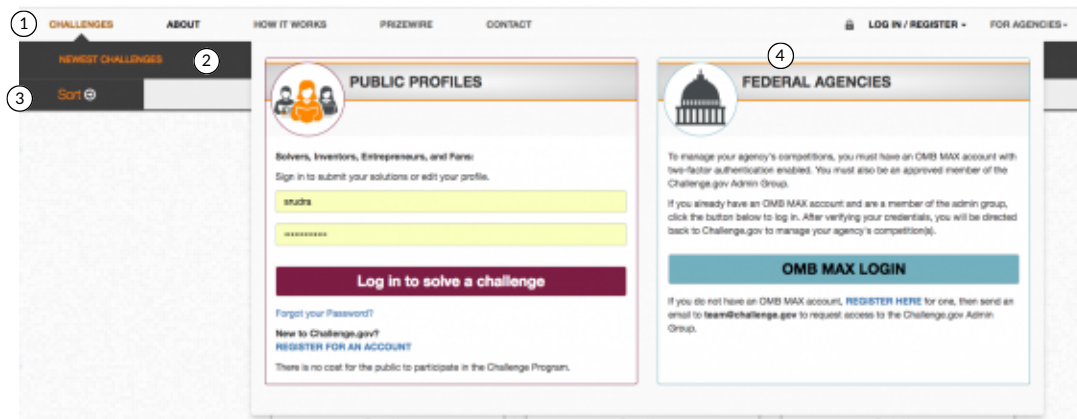 1 CHALLENGES ABOUT HOW IT WORKS PRIZEWIRE CONTACT LOG IN / REGISTER FOR AGENCIES
NEWEST CHALLENGES 2
3 Sort
4
PUBLIC PROFILES
Solvers, Inventors, Entrepreneurs, and Fans:
Sign in to submit your solutions or edit your profile.
srudra
Log in to solve a challenge
Forgot your Password?
New to Challenge.gov?
REGISTER FOR AN ACCOUNT
There is no cost for the public to participate in the Challenge Program.
FEDERAL AGENCIES
To manage your agency's competitions, you must have an OMB MAX account with
two-factor authentication enabled. You must also be an approved member of the
Challenge.gov Admin Group.
If you already have an OMB MAX account and are a member of the admin group,
click the button below to log in. After verifying your credentials, you will be directed
back to Challenge.gov to manage your agency's competition(s).
OMB MAX LOGIN
If you do not have an OMB MAX account, REGISTER HERE for one, then send an
email to team@challenge.gov to request access to the Challenge.gov Admin
Group.